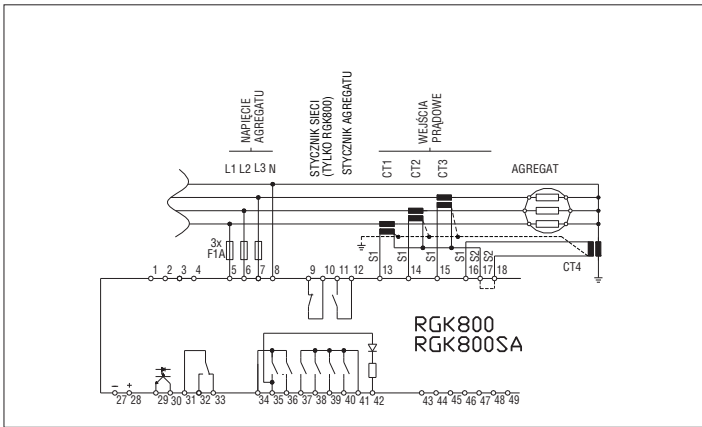 NAPIĘCIE
AGREGATU
STYCZNIK SIECI
(TYLKO RGK800)
STYCZNIK AGREGATU
WEJŚCIA
PRĄDOWE
L1 L2 L3 N
CT1
CT2
CT3
AGREGAT
3x
F1A
S1
S1
S1
S1
S2
S2
CT4
1 2 3 4 5 6 7 8 9 10 11 12 13 14 15 16 17 18
RGK800
RGK800SA
– +
27 28 29 30 31 32 33 34 35 36 37 38 39 40 41 42 43 44 45 46 47 48 49